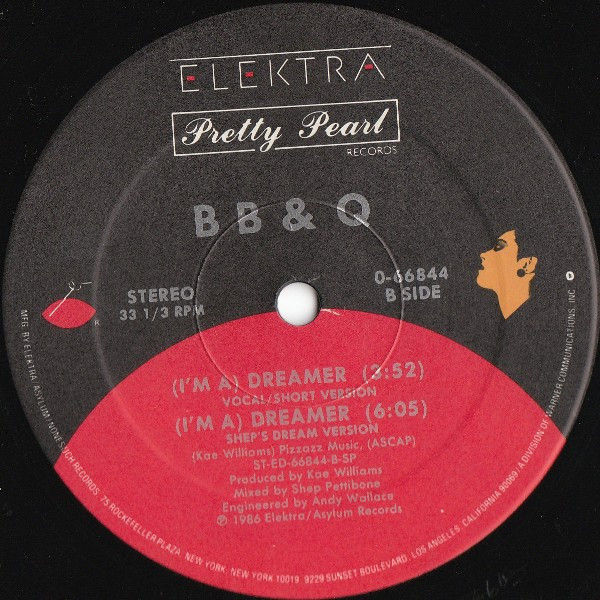 ELEKTRA
Pretty Pearl
RECORDS
B B & Q
STEREO
33 1/3 RPM
0-66844
B SIDE
R
(I'M A) DREAMER (3:52)
VOCAL/SHORT VERSION
(I'M A) DREAMER (6:05)
SHEP'S DREAM VERSION
(Kae Williams) Pizzazz Music, (ASCAP)
ST-ED-66844-B-SP
Produced by Kae Williams
Mixed by Shep Pettibone
Engineered by Andy Wallace
℗ 1986 Elektra/Asylum Records
MFG. BY ELEKTRA/ASYLUM/NONESUCH RECORDS, 75 ROCKEFELLER PLAZA, NEW YORK, NEW YORK 10019 9229 SUNSET BOULEVARD, LOS ANGELES, CALIFORNIA 90069 A DIVISION OF WARNER COMMUNICATIONS, INC.